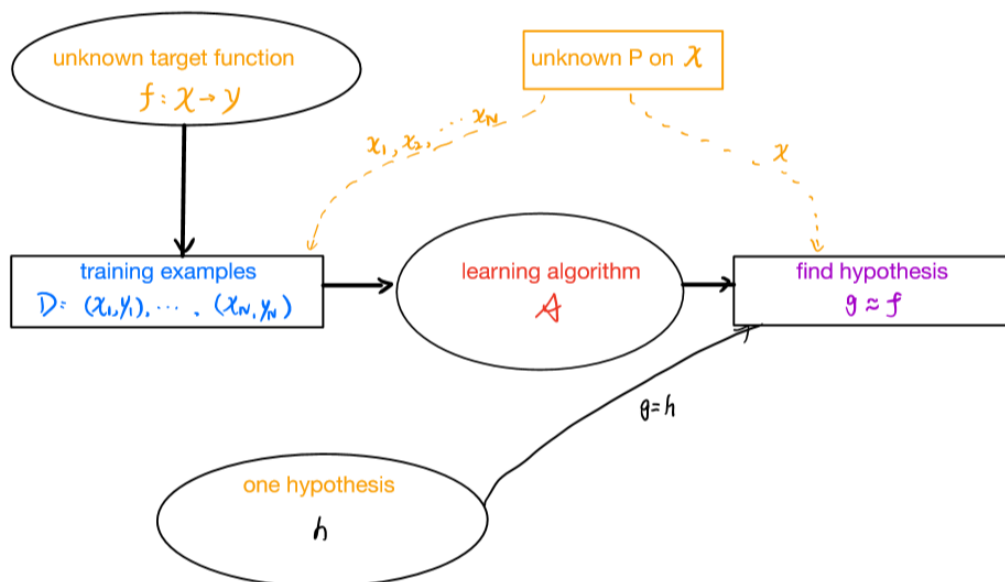 unknown target function
f : X → Y
unknown P on X
x₁, x₂, ⋯ x_N
x
training examples
D: (x₁,y₁), ⋯ , (x_N, y_N)
learning algorithm
A
find hypothesis
g ≈ f
g=h
one hypothesis
h